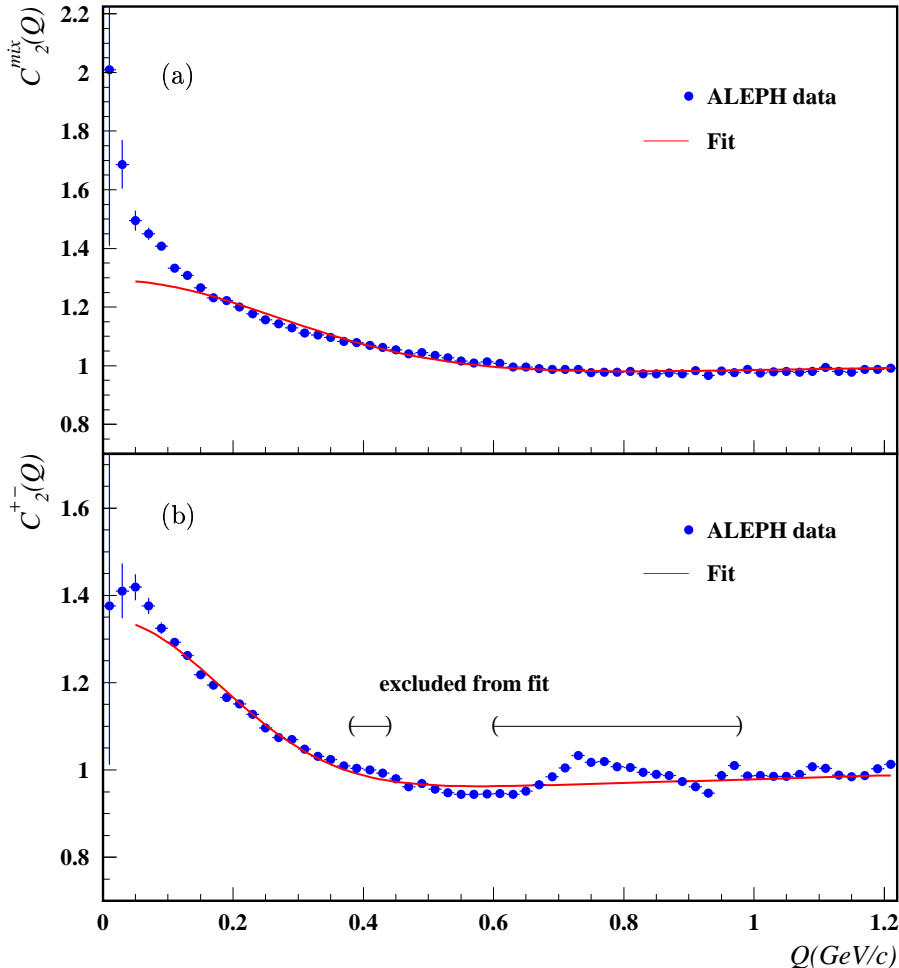 C₂ᵐⁱˣ(Q)
2.2
2
1.8
1.6
1.4
1.2
1
0.8
(a)
ALEPH data
Fit
C₂⁺⁻(Q)
1.6
1.4
1.2
1
0.8
(b)
ALEPH data
Fit
excluded from fit
0 0.2 0.4 0.6 0.8 1 1.2
Q(GeV/c)